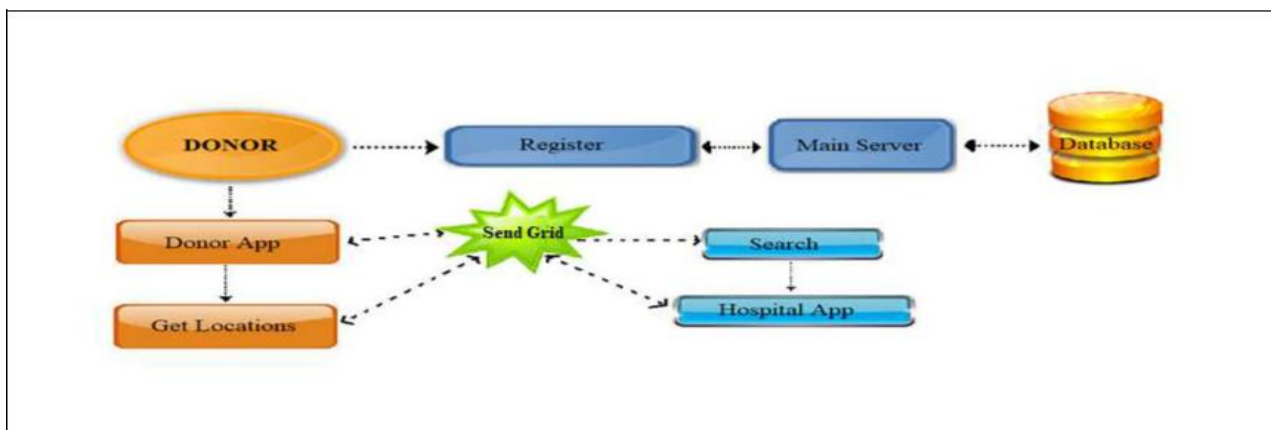 DONOR
Register
Main Server
Database
Donor App
Send Grid
Search
Get Locations
Hospital App